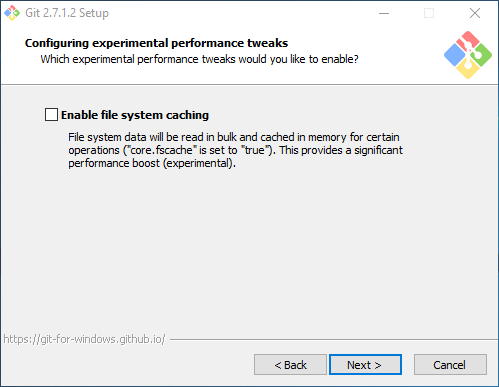 Git 2.7.1.2 Setup
Configuring experimental performance tweaks
Which experimental performance tweaks would you like to enable?
Enable file system caching
File system data will be read in bulk and cached in memory for certain
operations ("core.fscache" is set to "true"). This provides a significant
performance boost (experimental).
https://git-for-windows.github.io/
< Back
Next >
Cancel